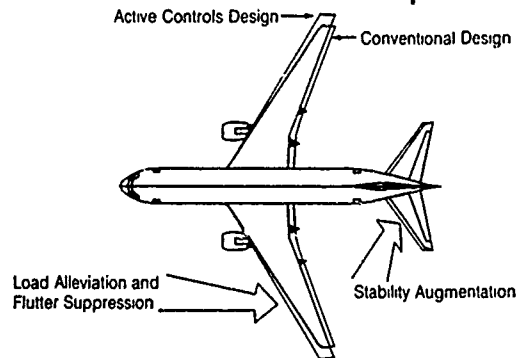 Active Controls Design
Conventional Design
Load Alleviation and
Flutter Suppression
Stability Augmentation